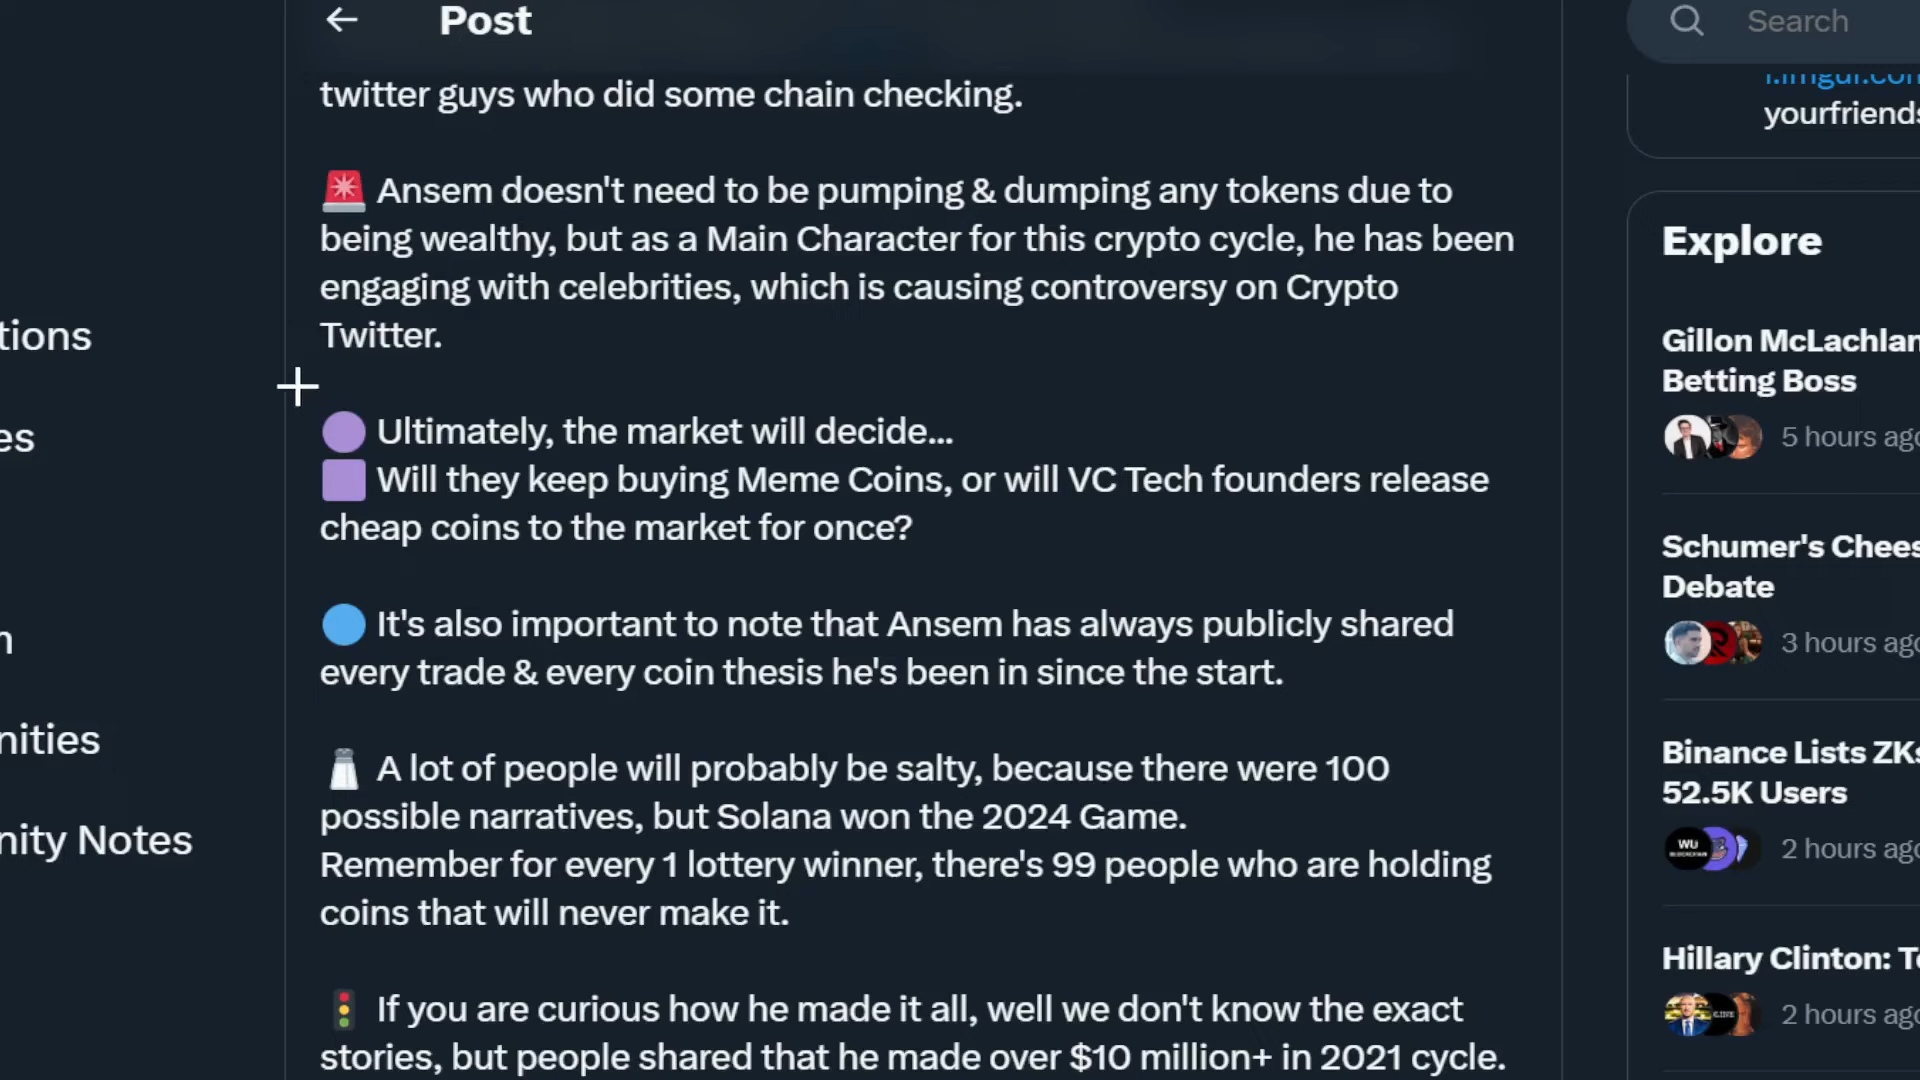 Post
twitter guys who did some chain checking.
Ansem doesn't need to be pumping & dumping any tokens due to
being wealthy, but as a Main Character for this crypto cycle, he has been
engaging with celebrities, which is causing controversy on Crypto
Twitter.
Ultimately, the market will decide...
Will they keep buying Meme Coins, or will VC Tech founders release
cheap coins to the market for once?
It's also important to note that Ansem has always publicly shared
every trade & every coin thesis he's been in since the start.
A lot of people will probably be salty, because there were 100
possible narratives, but Solana won the 2024 Game.
Remember for every 1 lottery winner, there's 99 people who are holding
coins that will never make it.
If you are curious how he made it all, well we don't know the exact
stories, but people shared that he made over $10 million+ in 2021 cycle.
tions
es
m
nities
nity Notes
Search
i.imgur.com
yourfriends
Explore
Gillon McLachlan
Betting Boss
5 hours ago
Schumer's Chees
Debate
3 hours ago
Binance Lists ZKs
52.5K Users
WU
2 hours ago
Hillary Clinton: Te
2 hours ago